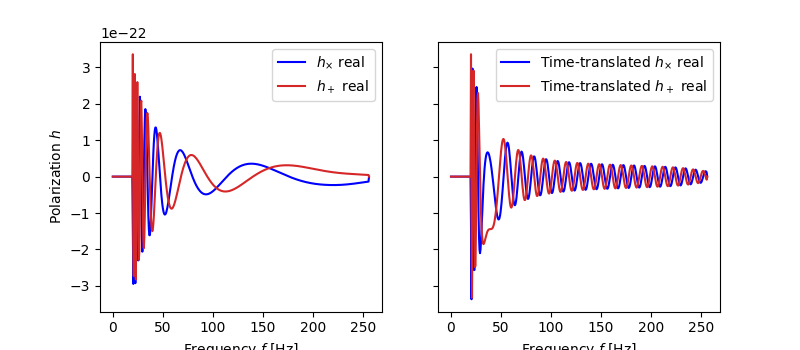 1e−22
Polarization h
3
2
1
0
−1
−2
−3
h× real
h+ real
0 50 100 150 200 250
Frequency f [Hz]
Time-translated h× real
Time-translated h+ real
0 50 100 150 200 250
Frequency f [Hz]